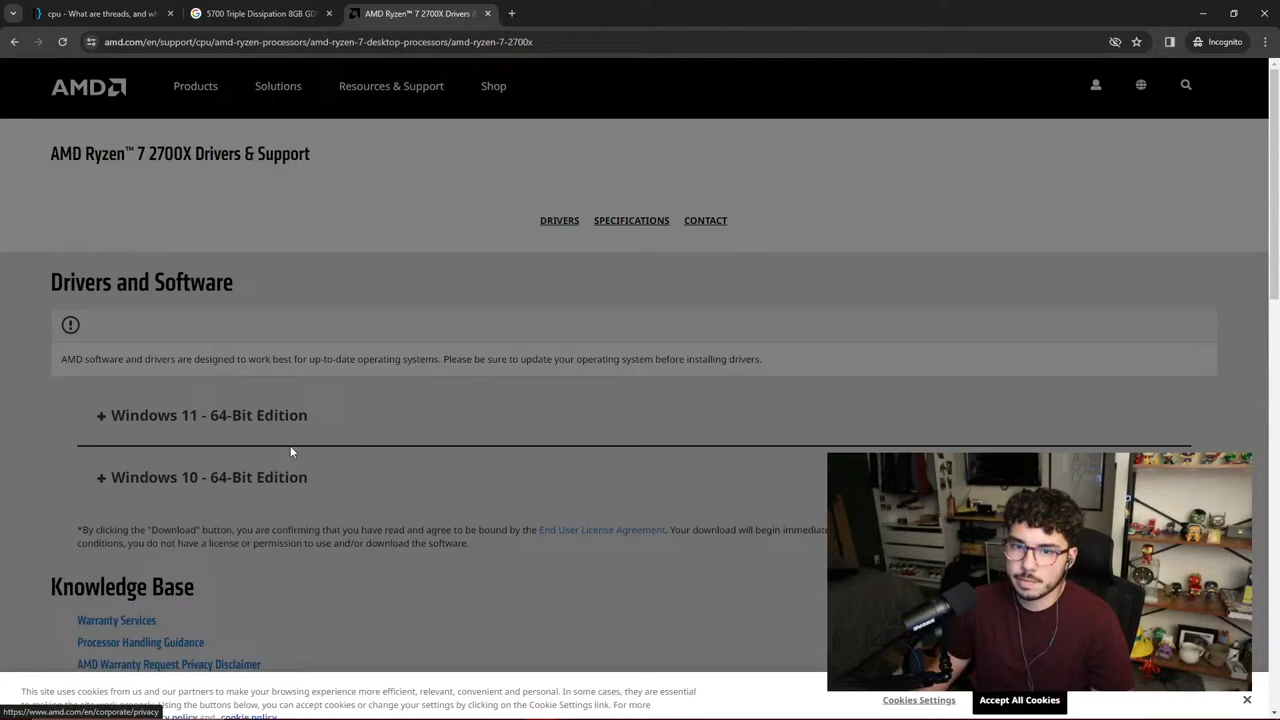 cpu - What are threads, and wh
5700 Triple Dissipation 8GB GD
AMD Ryzen™ 7 2700X Drivers &
amd.com/en/support/cpu/amd-ryzen-processors/amd-ryzen-7-desktop-processors/amd-ryzen-7-2700x
Incognito
AMD
Products
Solutions
Resources & Support
Shop
AMD Ryzen™ 7 2700X Drivers & Support
DRIVERS
SPECIFICATIONS
CONTACT
Drivers and Software
AMD software and drivers are designed to work best for up-to-date operating systems. Please be sure to update your operating system before installing drivers.
+ Windows 11 - 64-Bit Edition
+ Windows 10 - 64-Bit Edition
*By clicking the "Download" button, you are confirming that you have read and agree to be bound by the End User License Agreement. Your download will begin immediate
conditions, you do not have a license or permission to use and/or download the software.
Knowledge Base
Warranty Services
Processor Handling Guidance
AMD Warranty Request Privacy Disclaimer
This site uses cookies from us and our partners to make your browsing experience more efficient, relevant, convenient and personal. In some cases, they are essential
to making the site work properly. Using the buttons below, you can accept cookies or change your settings by clicking on the Cookie Settings link. For more
cookie policy.
https://www.amd.com/en/corporate/privacy
Cookies Settings
Accept All Cookies